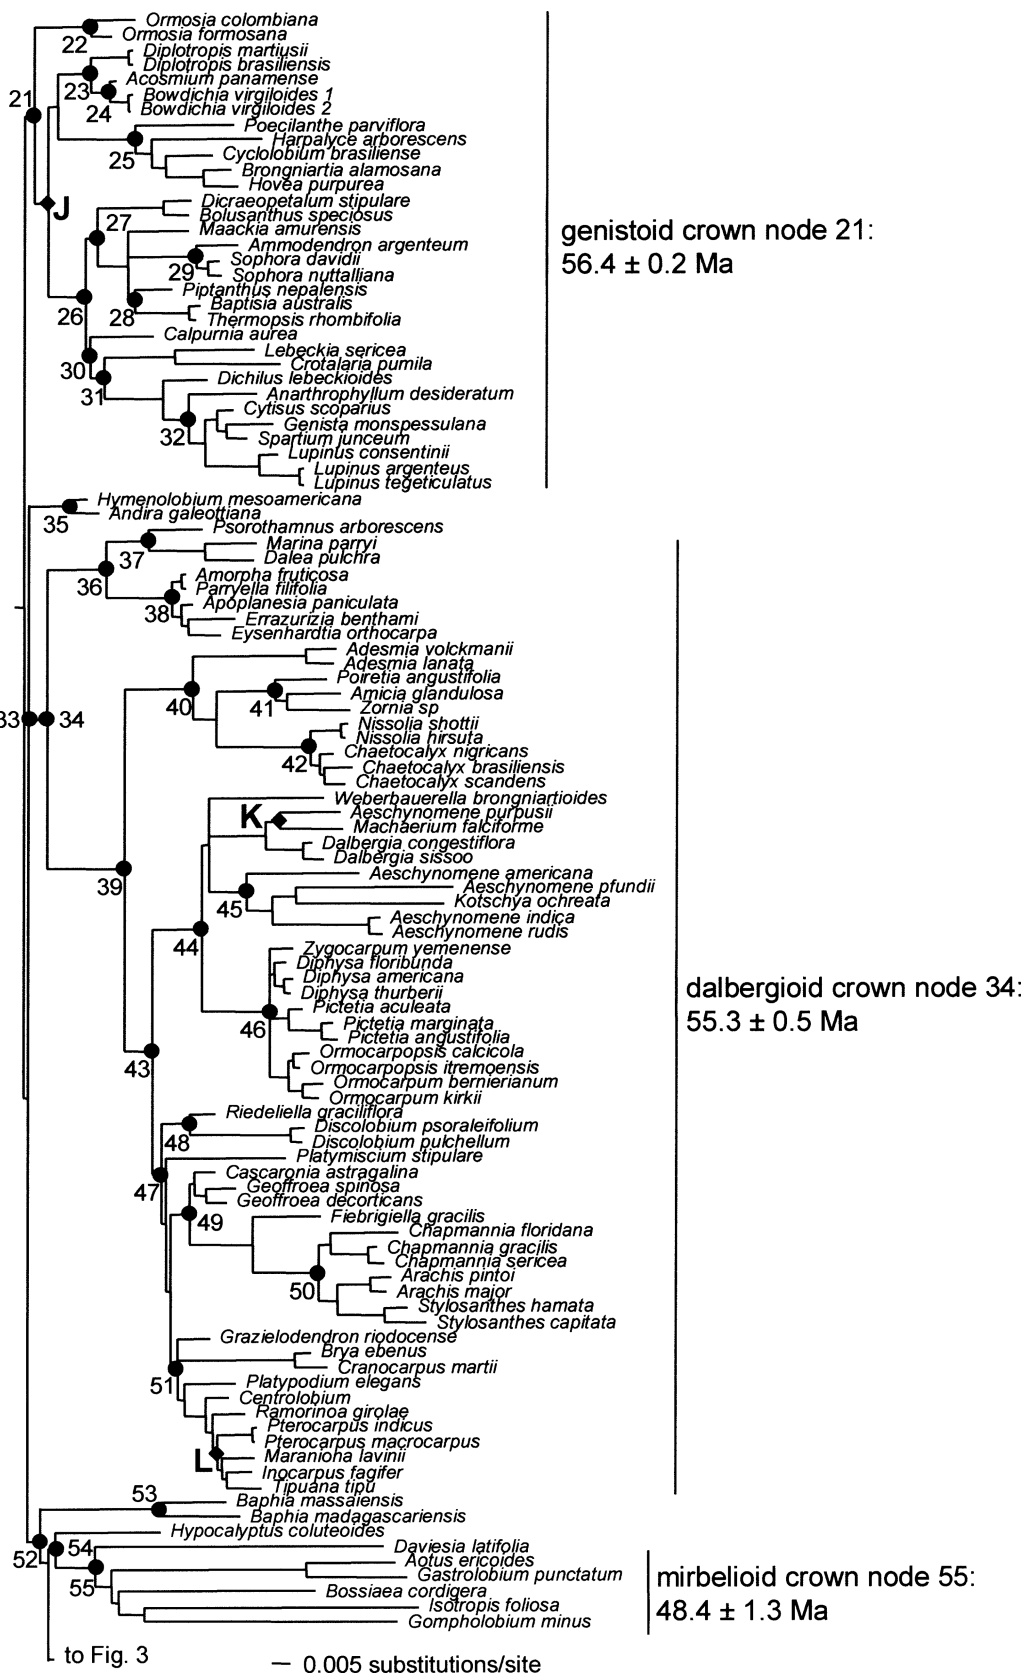 Ormosia colombiana
Ormosia formosana
22
Diplotropis martiusii
Diplotropis brasiliensis
Acosmium panamense
23
21
Bowdichia virgiloides 1
24
Bowdichia virgiloides 2
Poecilanthe parviflora
Harpalyce arborescens
25
Cyclolobium brasiliense
Brongniartia alamosana
Hovea purpurea
J
Dicraeopetalum stipulare
Bolusanthus speciosus
27
Maackia amurensis
genistoid crown node 21:
56.4 ± 0.2 Ma
Ammodendron argenteum
Sophora davidii
29
Sophora nuttalliana
Piptanthus nepalensis
Baptisia australis
26
28
Thermopsis rhombifolia
Calpurnia aurea
Lebeckia sericea
30
Crotalaria pumila
Dichilus lebeckioides
31
Anarthrophyllum desideratum
Cytisus scoparius
Genista monspessulana
32
Spartium junceum
Lupinus consentinii
Lupinus argenteus
Lupinus tegeticulatus
Hymenolobium mesoamericana
Andira galeottiana
35
Psorothamnus arborescens
Marina parryi
37
Dalea pulchra
Amorpha fruticosa
36
Parryella filifolia
Apoplanesia paniculata
38
Errazurizia benthami
Eysenhardtia orthocarpa
Adesmia volckmanii
Adesmia lanata
Poiretia angustifolia
Amicia glandulosa
40
41
Zornia sp
33
34
Nissolia shottii
Nissolia hirsuta
Chaetocalyx nigricans
42
Chaetocalyx brasiliensis
Chaetocalyx scandens
Weberbauerella brongniartioides
K
Aeschynomene purpusii
Machaerium falciforme
Dalbergia congestiflora
Dalbergia sissoo
Aeschynomene americana
39
Aeschynomene pfundii
45
Kotschya ochreata
Aeschynomene indica
Aeschynomene rudis
44
Zygocarpum yemenense
Diphysa floribunda
Diphysa americana
Diphysa thurberii
dalbergioid crown node 34:
55.3 ± 0.5 Ma
Pictetia aculeata
46
Pictetia marginata
Pictetia angustifolia
Ormocarpopsis calcicola
43
Ormocarpopsis itremoensis
Ormocarpum bernierianum
Ormocarpum kirkii
Riedeliella graciliflora
Discolobium psoraleifolium
48
Discolobium pulchellum
Platymiscium stipulare
Cascaronia astragalina
47
Geoffroea spinosa
Geoffroea decorticans
49
Fiebrigiella gracilis
Chapmannia floridana
Chapmannia gracilis
Chapmannia sericea
Arachis pintoi
50
Arachis major
Stylosanthes hamata
Stylosanthes capitata
Grazielodendron riodocense
Brya ebenus
Cranocarpus martii
51
Platypodium elegans
Centrolobium
Ramorinoa girolae
Pterocarpus indicus
Pterocarpus macrocarpus
L
Maraniona lavinii
Inocarpus fagifer
Tipuana tipu
53
Baphia massaiensis
Baphia madagascariensis
Hypocalyptus coluteoides
52
54
Daviesia latifolia
Aotus ericoides
55
Gastrolobium punctatum
Bossiaea cordigera
Isotropis foliosa
Gompholobium minus
mirbelioid crown node 55:
48.4 ± 1.3 Ma
to Fig. 3
0.005 substitutions/site